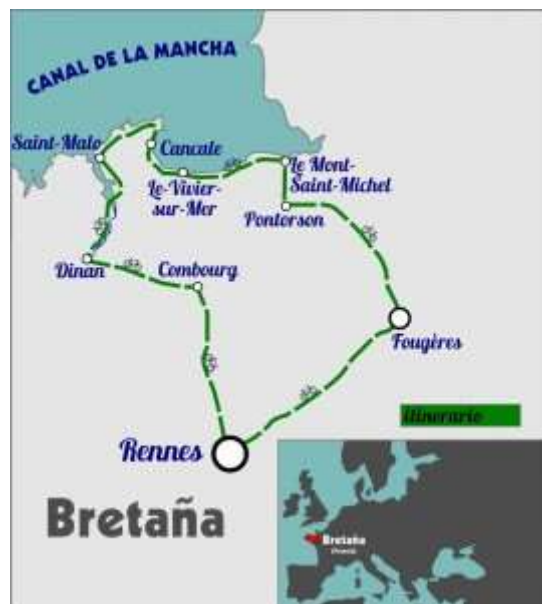 CANAL DE LA MANCHA
Saint-Malo
Cancale
Le Mont-
Saint-Michel
Le-Vivier-
sur-Mer
Pontorson
Dinan
Combourg
Fougères
itinerario
Rennes
Bretaña
Bretaña